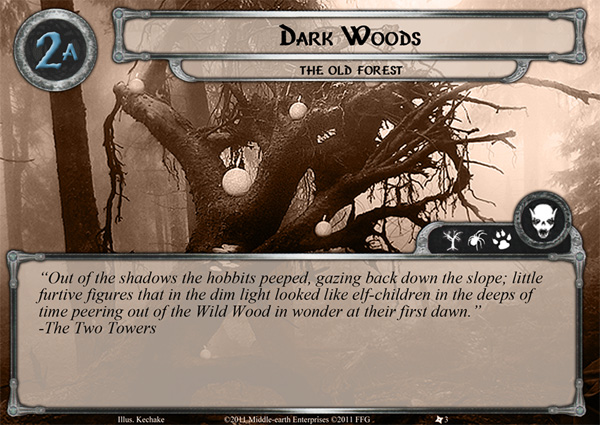 2A
DARK WOODS
THE OLD FOREST
“Out of the shadows the hobbits peeped, gazing back down the slope; little
furtive figures that in the dim light looked like elf-children in the deeps of
time peering out of the Wild Wood in wonder at their first dawn.”
-The Two Towers
Illus. Kechake ©2011 Middle-earth Enterprises ©2011 FFG 3